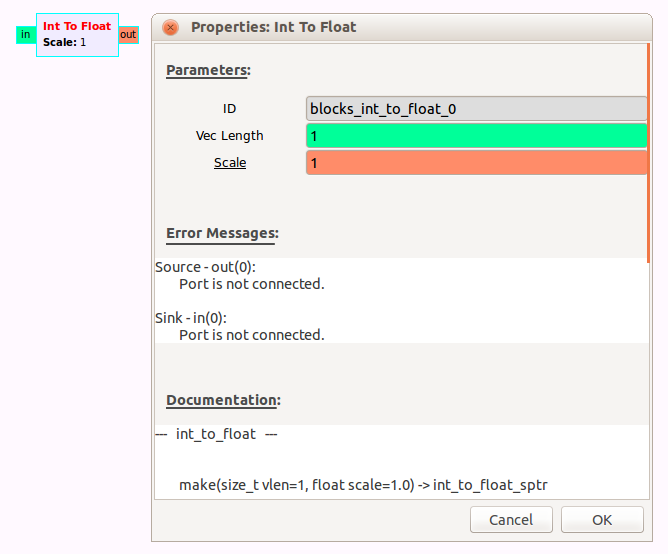 in
Int To Float
Scale: 1
out
Properties: Int To Float
Parameters:
ID
blocks_int_to_float_0
Vec Length
1
Scale
1
Error Messages:
Source - out(0):
Port is not connected.
Sink - in(0):
Port is not connected.
Documentation:
--- int_to_float ---
make(size_t vlen=1, float scale=1.0) -> int_to_float_sptr
Cancel
OK